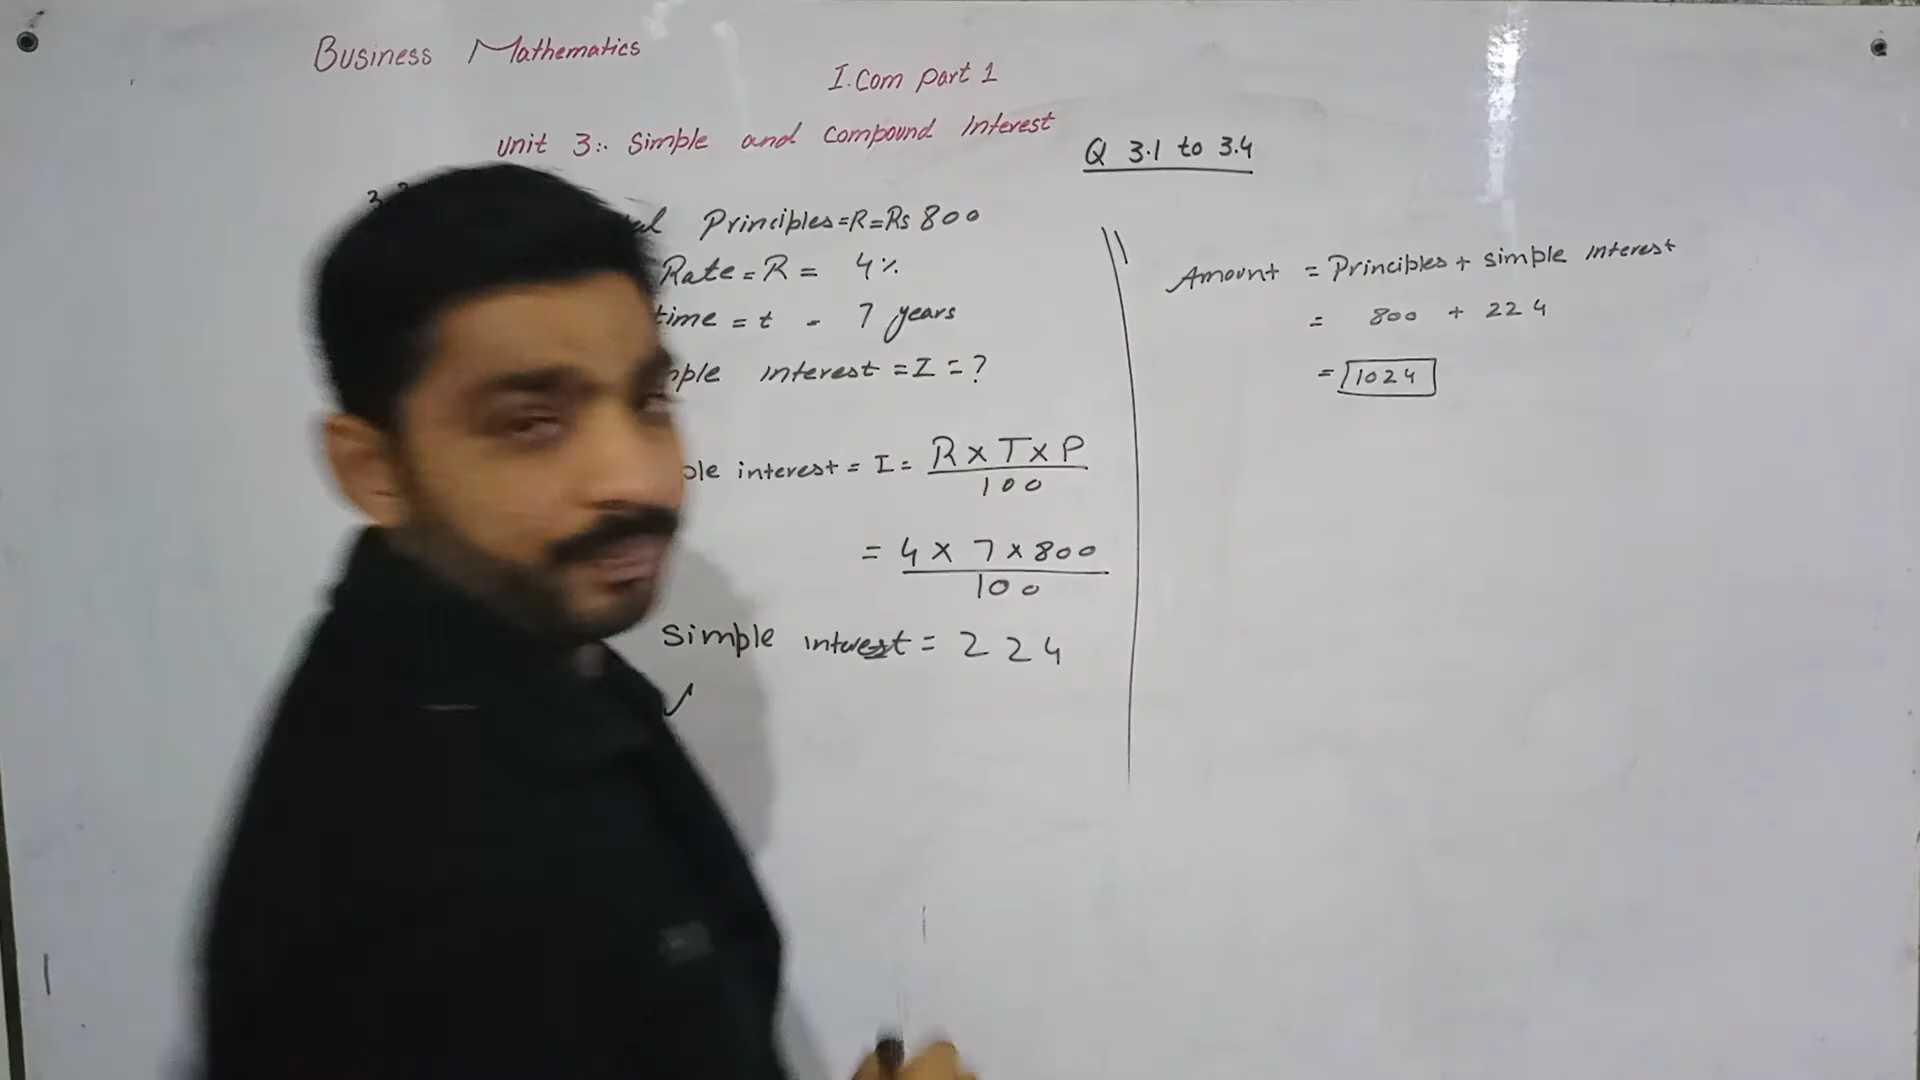 Business Mathematics
I.Com part 1
Unit 3:- Simple and Compound Interest
Q 3.1 to 3.4
Principles=R=Rs 800
Rate=R= 4%
time = t - 7 years
interest = I = ?
interest = I = R x T x P
100
= 4 x 7 x 800
100
Simple interest = 224
Amount = Principles + simple interest
= 800 + 224
= 1024